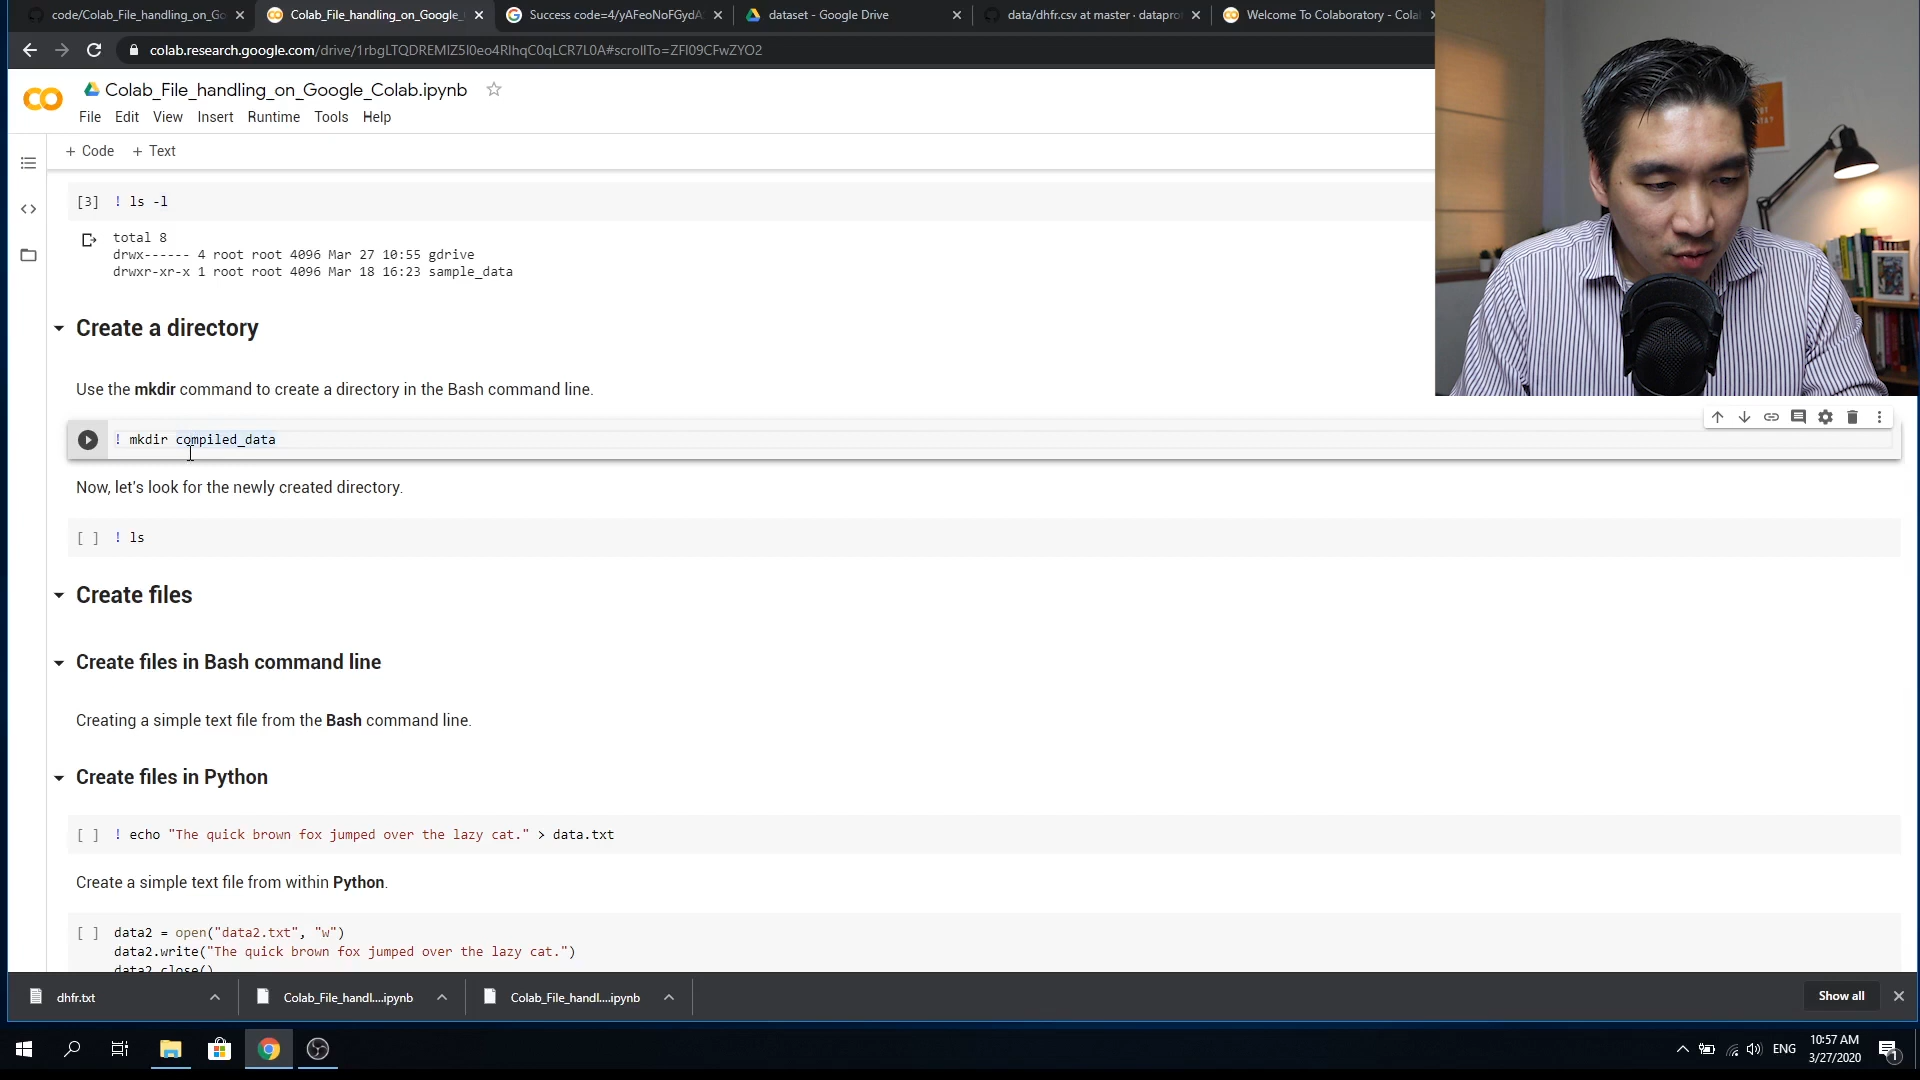 code/Colab_File_handling_on_Go
Colab_File_handling_on_Google_
Success code=4/yAFeoNoFGydA
dataset - Google Drive
data/dhfr.csv at master · datapro
Welcome To Colaboratory - Cola
colab.research.google.com/drive/1rbgLTQDREMIZ5I0eo4RlhqC0qLCR7L0A#scrollTo=ZFI09CFwZYO2
Colab_File_handling_on_Google_Colab.ipynb
File Edit View Insert Runtime Tools Help
+ Code + Text
[3] ! ls -l
total 8
drwx------ 4 root root 4096 Mar 27 10:55 gdrive
drwxr-xr-x 1 root root 4096 Mar 18 16:23 sample_data
Create a directory
Use the mkdir command to create a directory in the Bash command line.
! mkdir compiled_data
Now, let's look for the newly created directory.
[ ] ! ls
Create files
Create files in Bash command line
Creating a simple text file from the Bash command line.
Create files in Python
[ ] ! echo "The quick brown fox jumped over the lazy cat." > data.txt
Create a simple text file from within Python.
[ ] data2 = open("data2.txt", "w")
data2.write("The quick brown fox jumped over the lazy cat.")
data2.close()
dhfr.txt
Colab_File_handl....ipynb
Colab_File_handl....ipynb
Show all
ENG
10:57 AM
3/27/2020
1